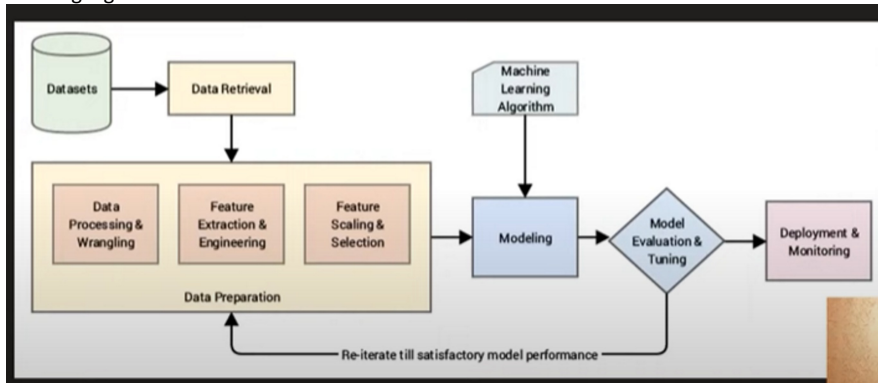 Datasets
Data Retrieval
Machine
Learning
Algorithm
Data
Processing &
Wrangling
Feature
Extraction &
Engineering
Feature
Scaling &
Selection
Data Preparation
Modeling
Model
Evaluation &
Tuning
Deployment &
Monitoring
Re-iterate till satisfactory model performance